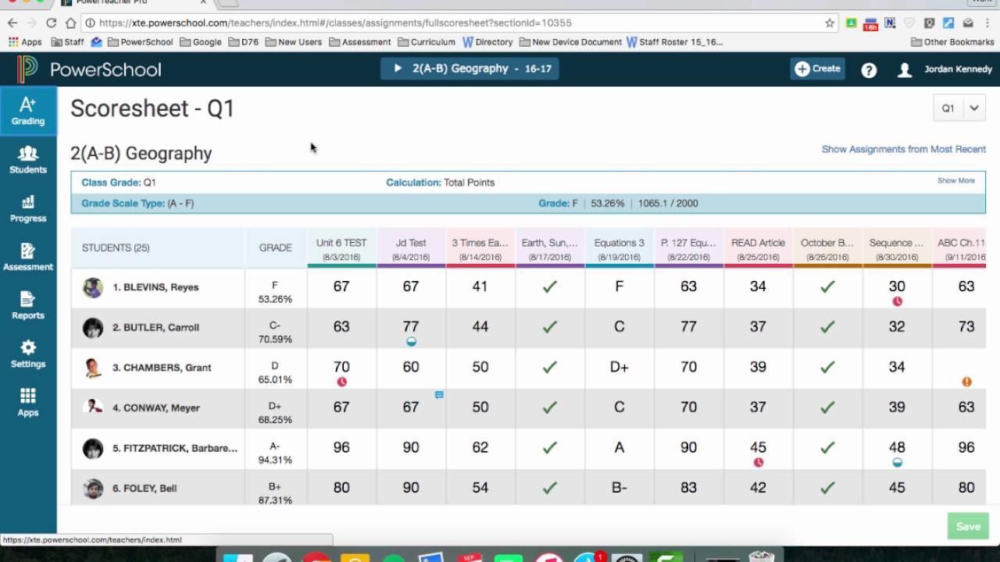 PowerTeacher Pro
https://xte.powerschool.com/teachers/index.html#/classes/assignments/fullscoresheet?sectionId=10355
16h
Apps Staff PowerSchool Google D76 New Users Assessment Curriculum Directory New Device Document Staff Roster 15_16... Other Bookmarks
PowerSchool 2(A-B) Geography - 16-17 Create Jordan Kennedy
A+
Grading
Students
Progress
Assessment
Reports
Settings
Apps
Scoresheet - Q1
Q1
2(A-B) Geography
Show Assignments from Most Recent
Class Grade: Q1 Calculation: Total Points Show More
Grade Scale Type: (A - F) Grade: F | 53.26% | 1065.1 / 2000
STUDENTS (25) GRADE Unit 6 TEST Jd Test 3 Times Ea... Earth, Sun,... Equations 3 P. 127 Equ... READ Article October B... Sequence ... ABC Ch.11
(8/3/2016) (8/4/2016) (8/14/2016) (8/17/2016) (8/19/2016) (8/22/2016) (8/25/2016) (8/26/2016) (8/30/2016) (9/11/2016
1. BLEVINS, Reyes F 53.26% 67 67 41 ✓ F 63 34 ✓ 30 63
2. BUTLER, Carroll C- 70.59% 63 77 44 ✓ C 77 37 ✓ 32 73
3. CHAMBERS, Grant D 65.01% 70 60 50 ✓ D+ 70 39 ✓ 34
4. CONWAY, Meyer D+ 68.25% 67 67 50 ✓ C 70 37 ✓ 39 63
5. FITZPATRICK, Barbare... A- 94.31% 96 90 62 ✓ A 90 45 ✓ 48 96
6. FOLEY, Bell B+ 87.31% 80 90 54 ✓ B- 83 42 ✓ 45 80
Save
https://xte.powerschool.com/teachers/index.html
SEP
1